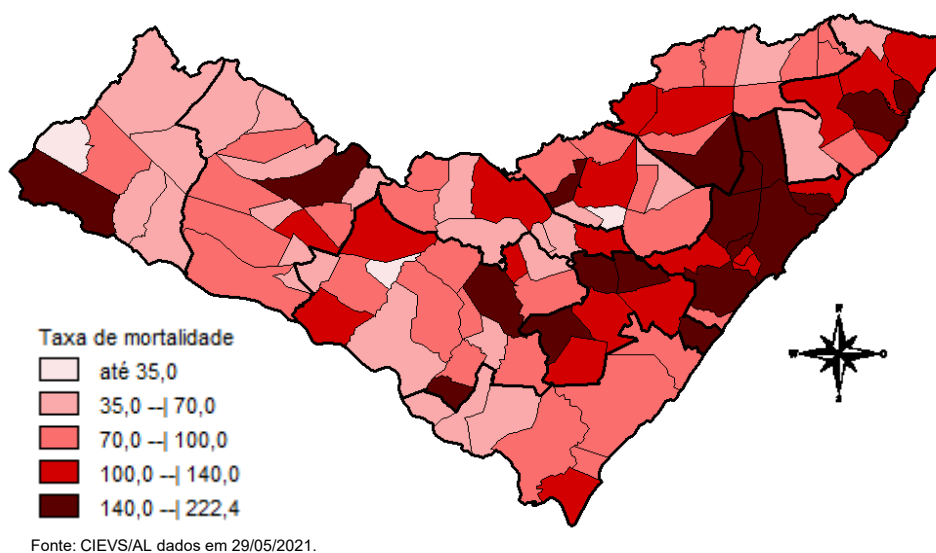 Taxa de mortalidade
até 35,0
35,0 --| 70,0
70,0 --| 100,0
100,0 --| 140,0
140,0 --| 222,4
Fonte: CIEVS/AL dados em 29/05/2021.